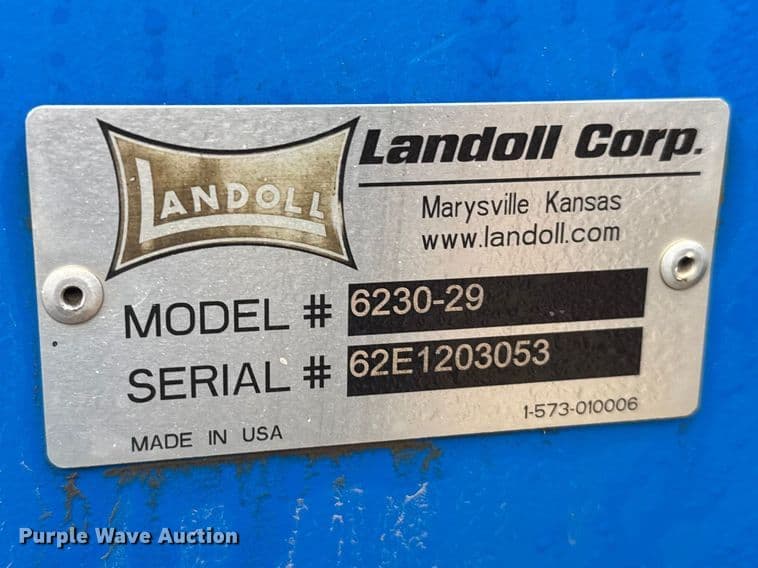 LANDOLL
Landoll Corp.
Marysville Kansas
www.landoll.com
MODEL # 6230-29
SERIAL # 62E1203053
1-573-010006
MADE IN USA
Purple Wave Auction